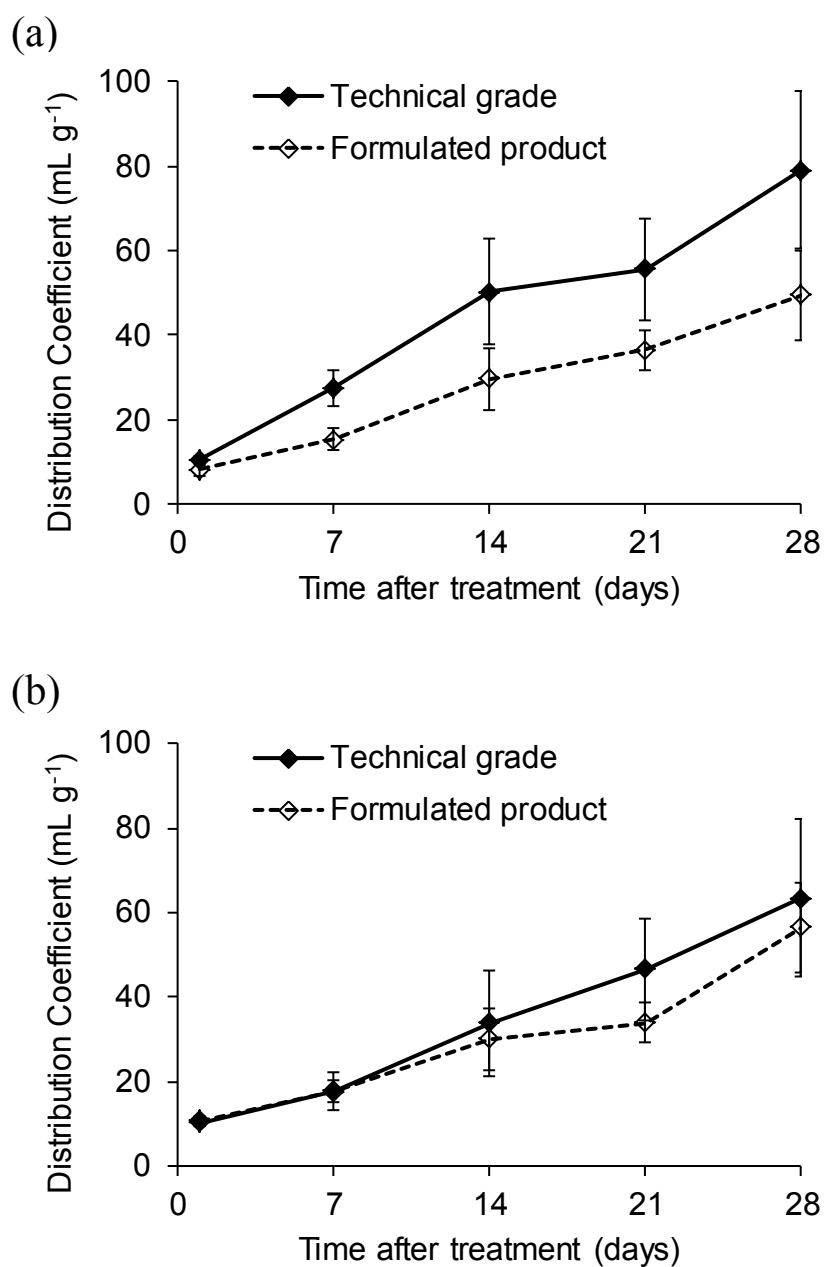 (a)
100
80
60
40
20
0
Distribution Coefficient (mL g⁻¹)
Technical grade
Formulated product
0 7 14 21 28
Time after treatment (days)
(b)
100
80
60
40
20
0
Distribution Coefficient (mL g⁻¹)
Technical grade
Formulated product
0 7 14 21 28
Time after treatment (days)